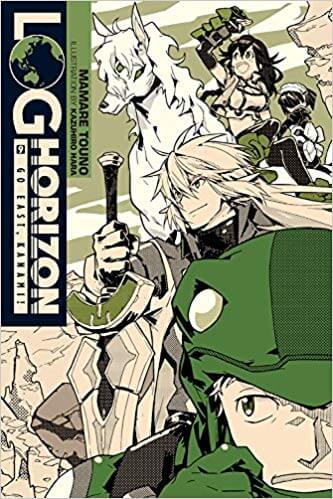 LOG HORIZON
MAMARE TOUNO
ILLUSTRATION BY KAZUHIRO HARA
9 GO EAST, KANAMI!